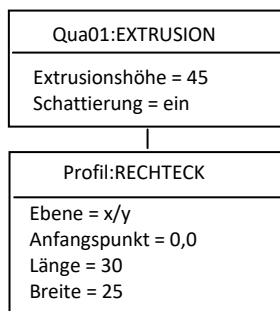 Qua01:EXTRUSION
Extrusionshöhe = 45
Schattierung = ein
Profil:RECHTECK
Ebene = x/y
Anfangspunkt = 0,0
Länge = 30
Breite = 25